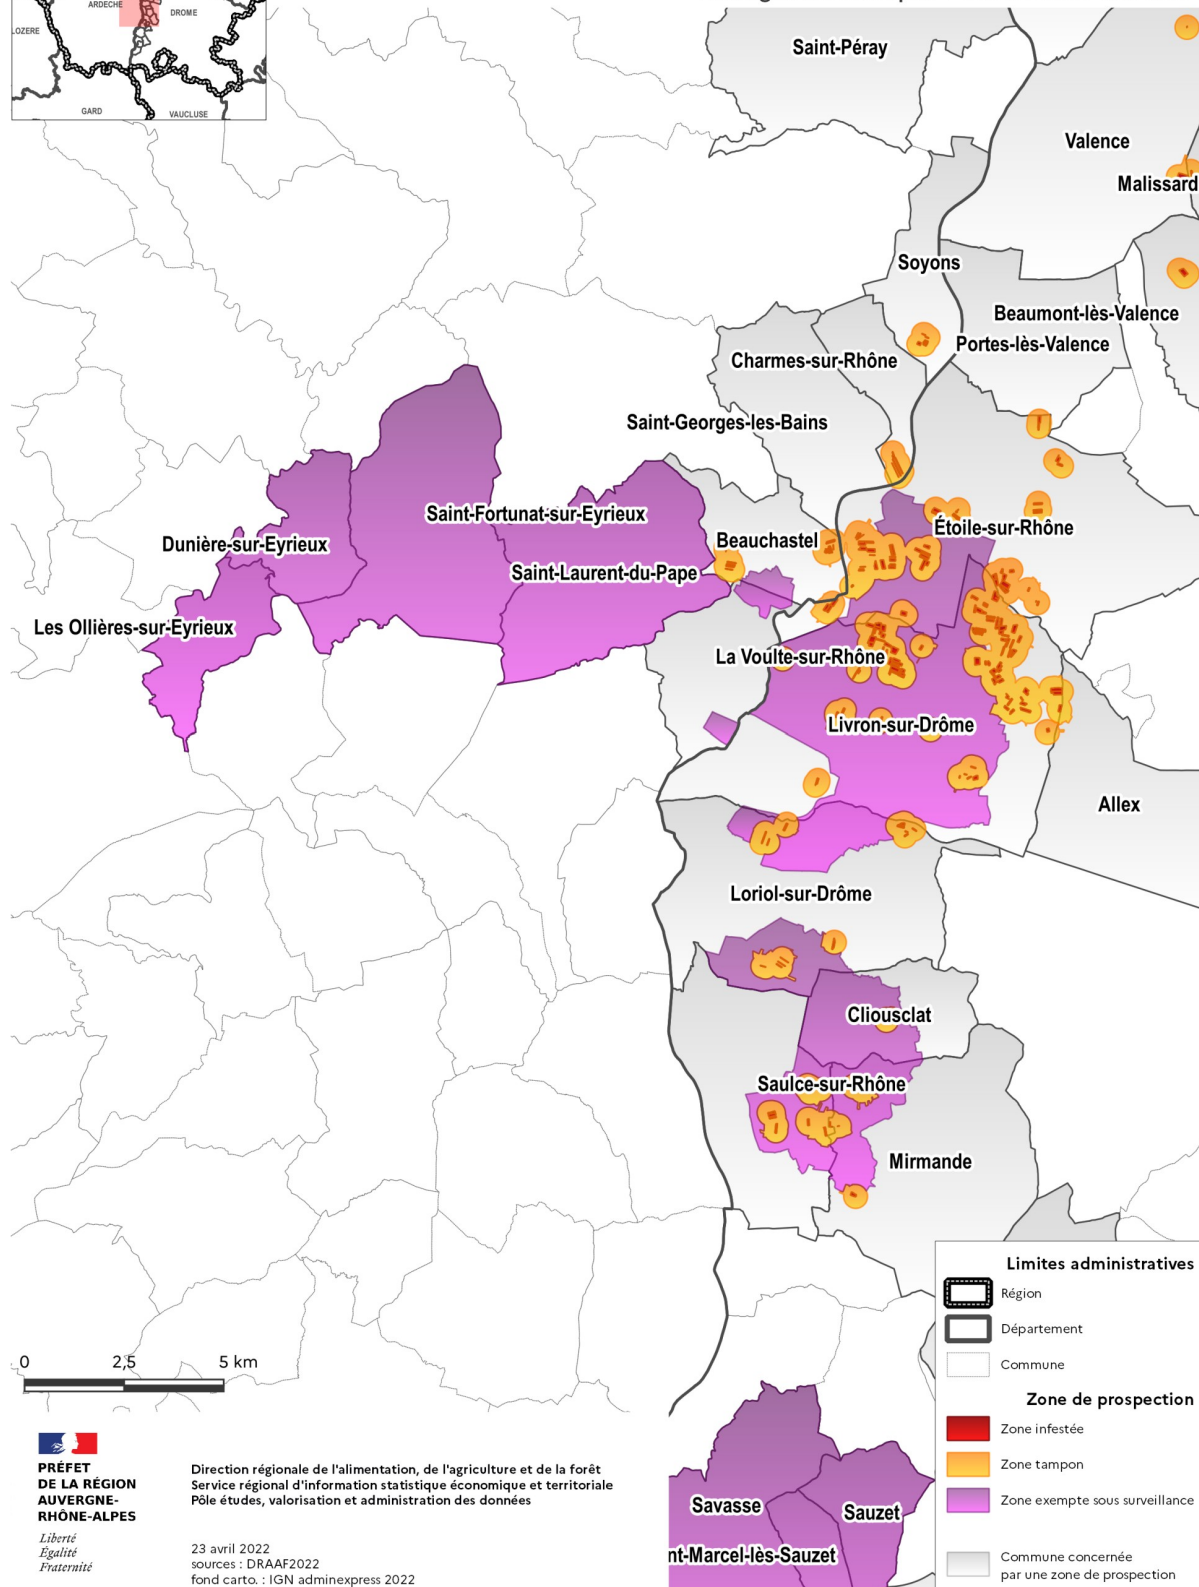 ARDECHE
DROME
OZERE
GARD
VAUCLUSE
Saint-Péray
Valence
Malissard
Soyons
Beaumont-lès-Valence
Portes-lès-Valence
Charmes-sur-Rhône
Saint-Georges-les-Bains
Saint-Fortunat-sur-Eyrieux
Étoile-sur-Rhône
Beauchastel
Dunière-sur-Eyrieux
Saint-Laurent-du-Pape
Les Ollières-sur-Eyrieux
La Voulte-sur-Rhône
Livron-sur-Drôme
Allex
Loriol-sur-Drôme
Cliousclat
Saulce-sur-Rhône
Mirmande
Savasse
Sauzet
nt-Marcel-lès-Sauzet
0 2,5 5 km
PRÉFET
DE LA RÉGION
AUVERGNE-
RHÔNE-ALPES
Liberté
Égalité
Fraternité
Direction régionale de l'alimentation, de l'agriculture et de la forêt
Service régional d'information statistique économique et territoriale
Pôle études, valorisation et administration des données
23 avril 2022
sources : DRAAF2022
fond carto. : IGN adminexpress 2022
Limites administratives
Région
Département
Commune
Zone de prospection
Zone infestée
Zone tampon
Zone exempte sous surveillance
Commune concernée
par une zone de prospection